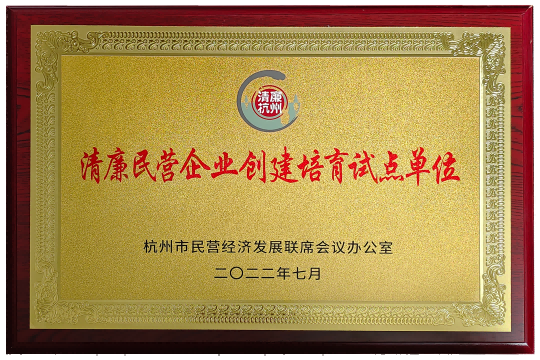 清廉
杭州
清廉民营企业创建培育试点单位
杭州市民营经济发展联席会议办公室
二〇二二年七月